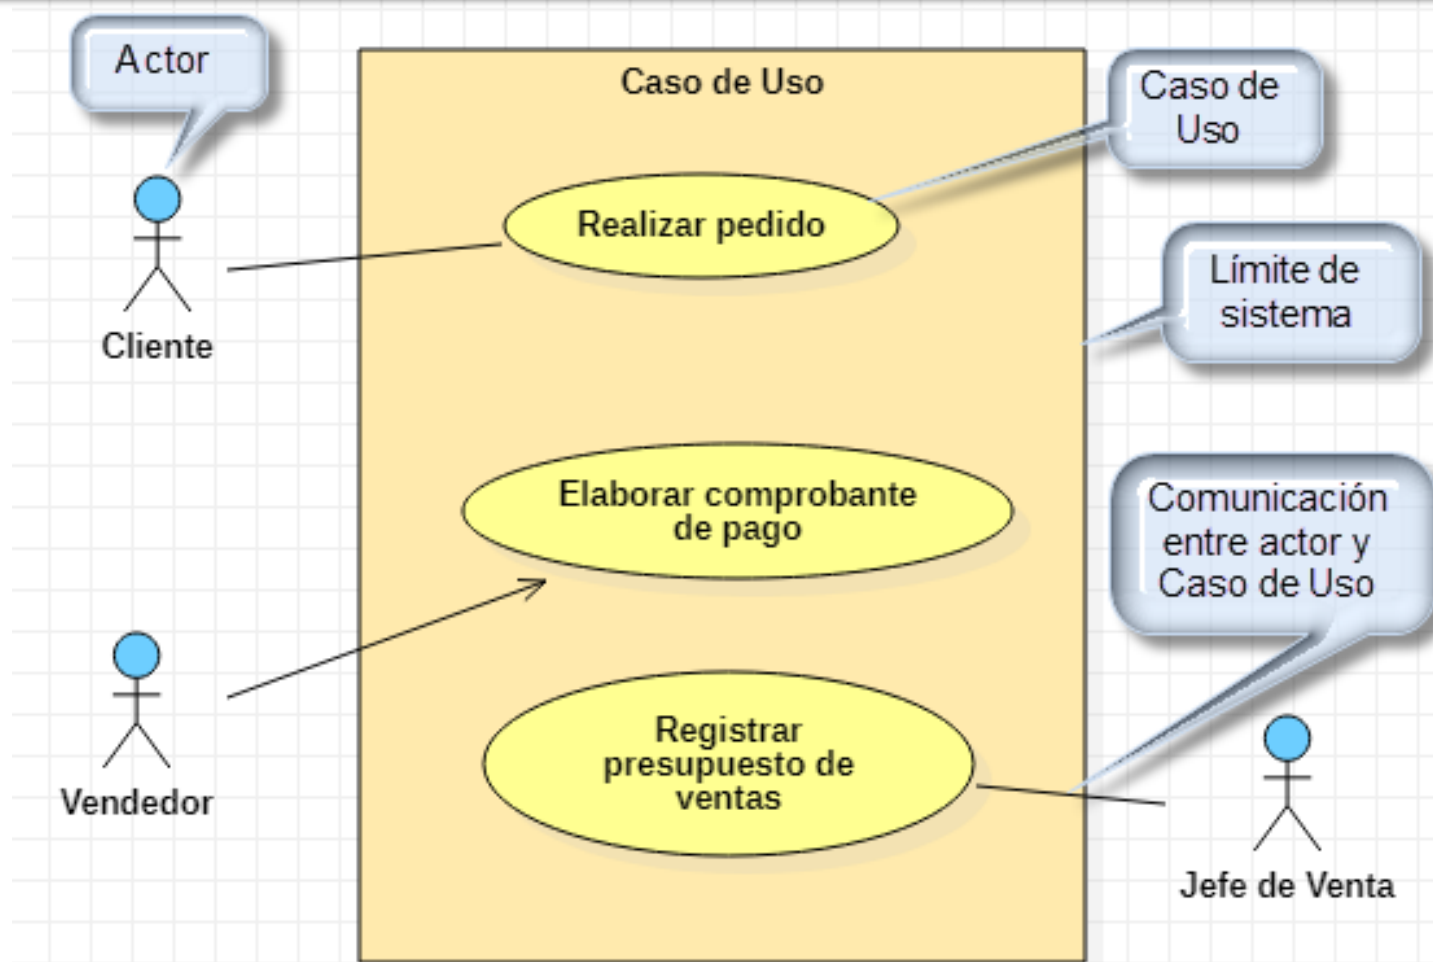 Actor
Caso de Uso
Caso de
Uso
Realizar pedido
Límite de
sistema
Cliente
Elaborar comprobante
de pago
Comunicación
entre actor y
Caso de Uso
Vendedor
Registrar
presupuesto de
ventas
Jefe de Venta